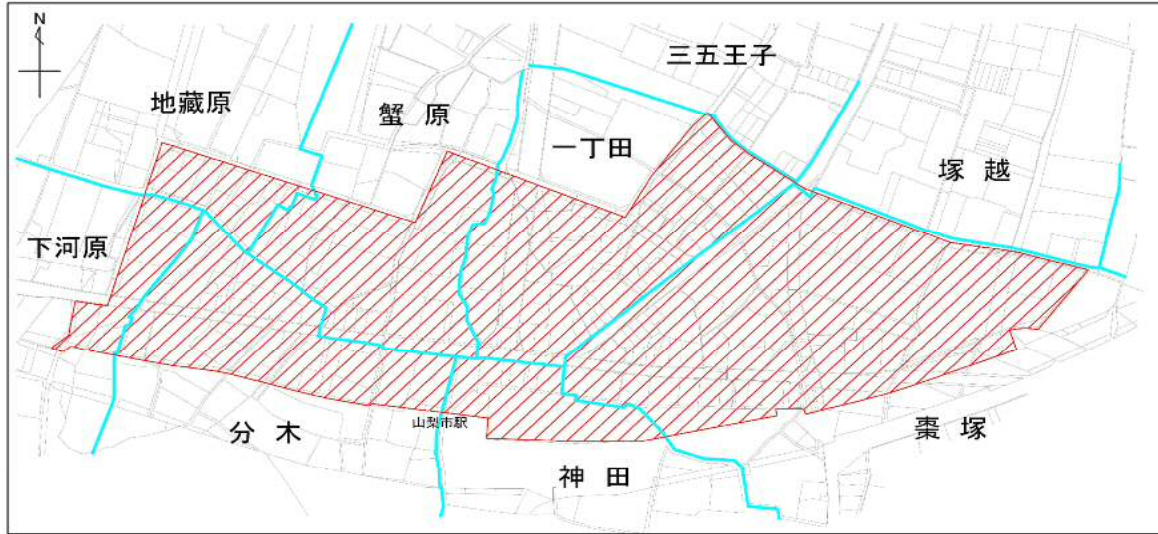 N
三五王子
地蔵原
蟹 原
一丁田
塚 越
下河原
山梨市駅
分 木
棗 塚
神 田